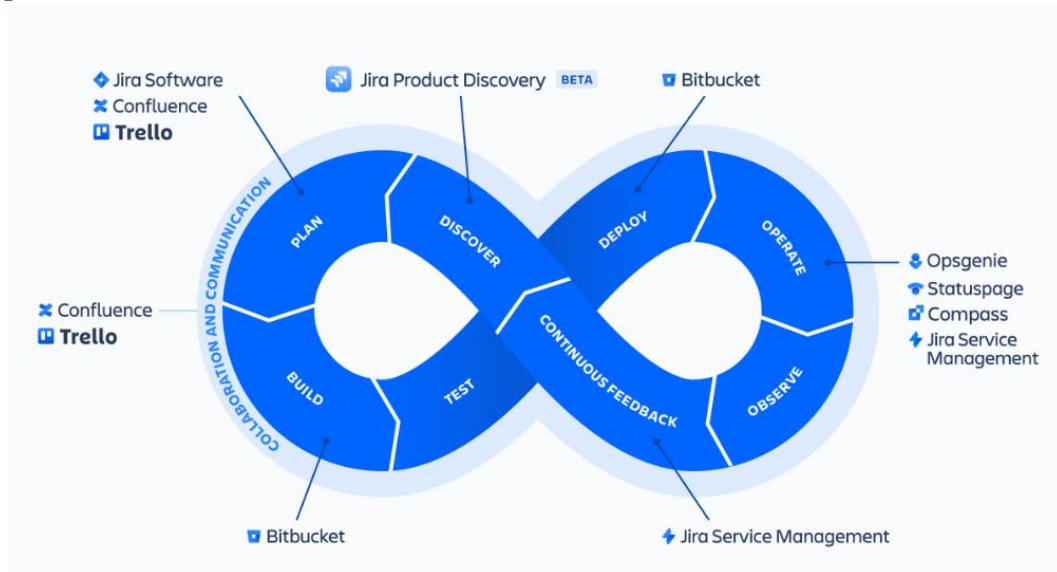 Jira Software
Confluence
Trello
Jira Product Discovery BETA
Bitbucket
COLLABORATION AND COMMUNICATION
PLAN
DISCOVER
DEPLOY
OPERATE
Confluence
Trello
Opsgenie
Statuspage
Compass
Jira Service
Management
BUILD
TEST
CONTINUOUS FEEDBACK
OBSERVE
Bitbucket
Jira Service Management